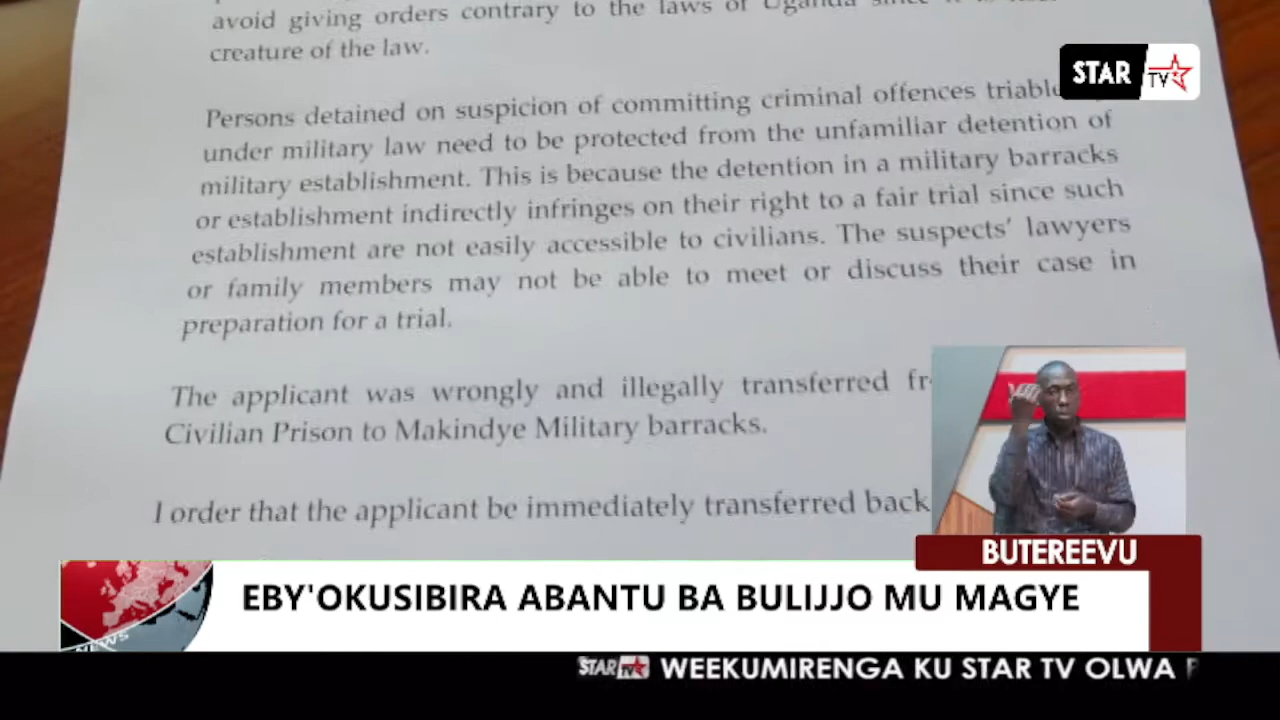 avoid giving orders contrary to the laws of Uganda since it is
creature of the law.
STAR TV
Persons detained on suspicion of committing criminal offences triable
under military law need to be protected from the unfamiliar detention of
military establishment. This is because the detention in a military barracks
or establishment indirectly infringes on their right to a fair trial since such
establishment are not easily accessible to civilians. The suspects' lawyers
or family members may not be able to meet or discuss their case in
preparation for a trial.
The applicant was wrongly and illegally transferred
Civilian Prison to Makindye Military barracks.
I order that the applicant be immediately transferred back
BUTEREEVU
EBY'OKUSIBIRA ABANTU BA BULIJJO MU MAGYE
NEWS
STAR TV WEEKUMIRENGA KU STAR TV OLWA